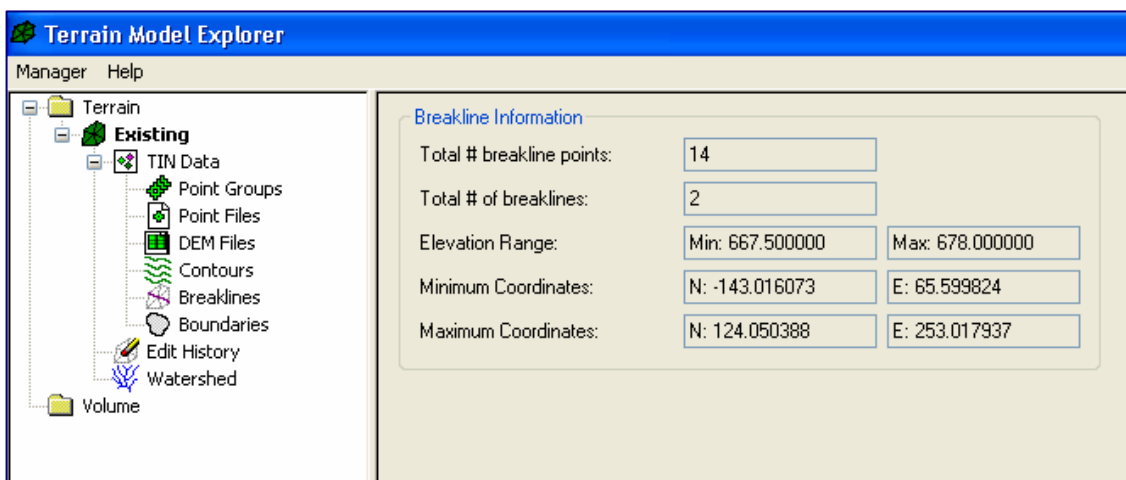 Terrain Model Explorer
Manager Help
Terrain
Existing
TIN Data
Point Groups
Point Files
DEM Files
Contours
Breaklines
Boundaries
Edit History
Watershed
Volume
Breakline Information
Total # breakline points: 14
Total # of breaklines: 2
Elevation Range: Min: 667.500000 Max: 678.000000
Minimum Coordinates: N: -143.016073 E: 65.599824
Maximum Coordinates: N: 124.050388 E: 253.017937